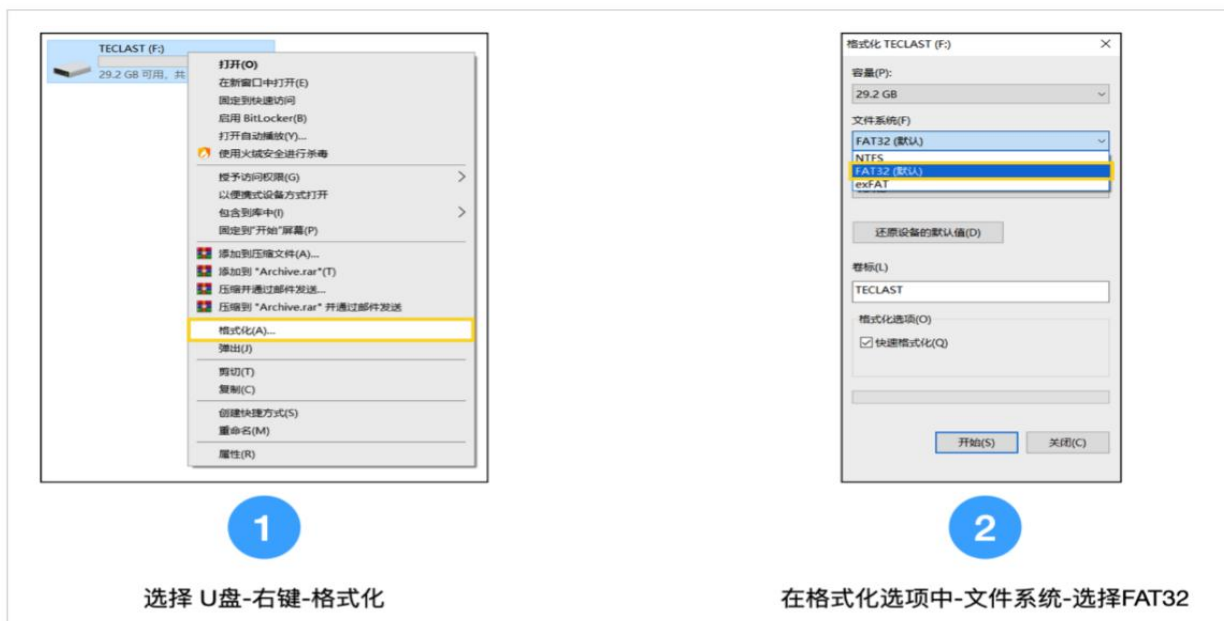 TECLAST (F:)
29.2 GB 可用，共
打开(O)
在新窗口中打开(E)
固定到快速访问
启用 BitLocker(B)
打开自动播放(Y)...
使用火绒安全进行杀毒
授予访问权限(G)
以便携式设备方式打开
包含到库中(I)
固定到"开始"屏幕(P)
添加到压缩文件(A)...
添加到 "Archive.rar"(T)
压缩并通过邮件发送...
压缩到 "Archive.rar" 并通过邮件发送
格式化(A)...
弹出(J)
剪切(T)
复制(C)
创建快捷方式(S)
重命名(M)
属性(R)
1
选择 U盘-右键-格式化
格式化 TECLAST (F:)
容量(P):
29.2 GB
文件系统(F)
FAT32 (默认)
NTFS
FAT32 (默认)
exFAT
还原设备的默认值(D)
卷标(L)
TECLAST
格式化选项(O)
快速格式化(Q)
开始(S)
关闭(C)
2
在格式化选项中-文件系统-选择FAT32